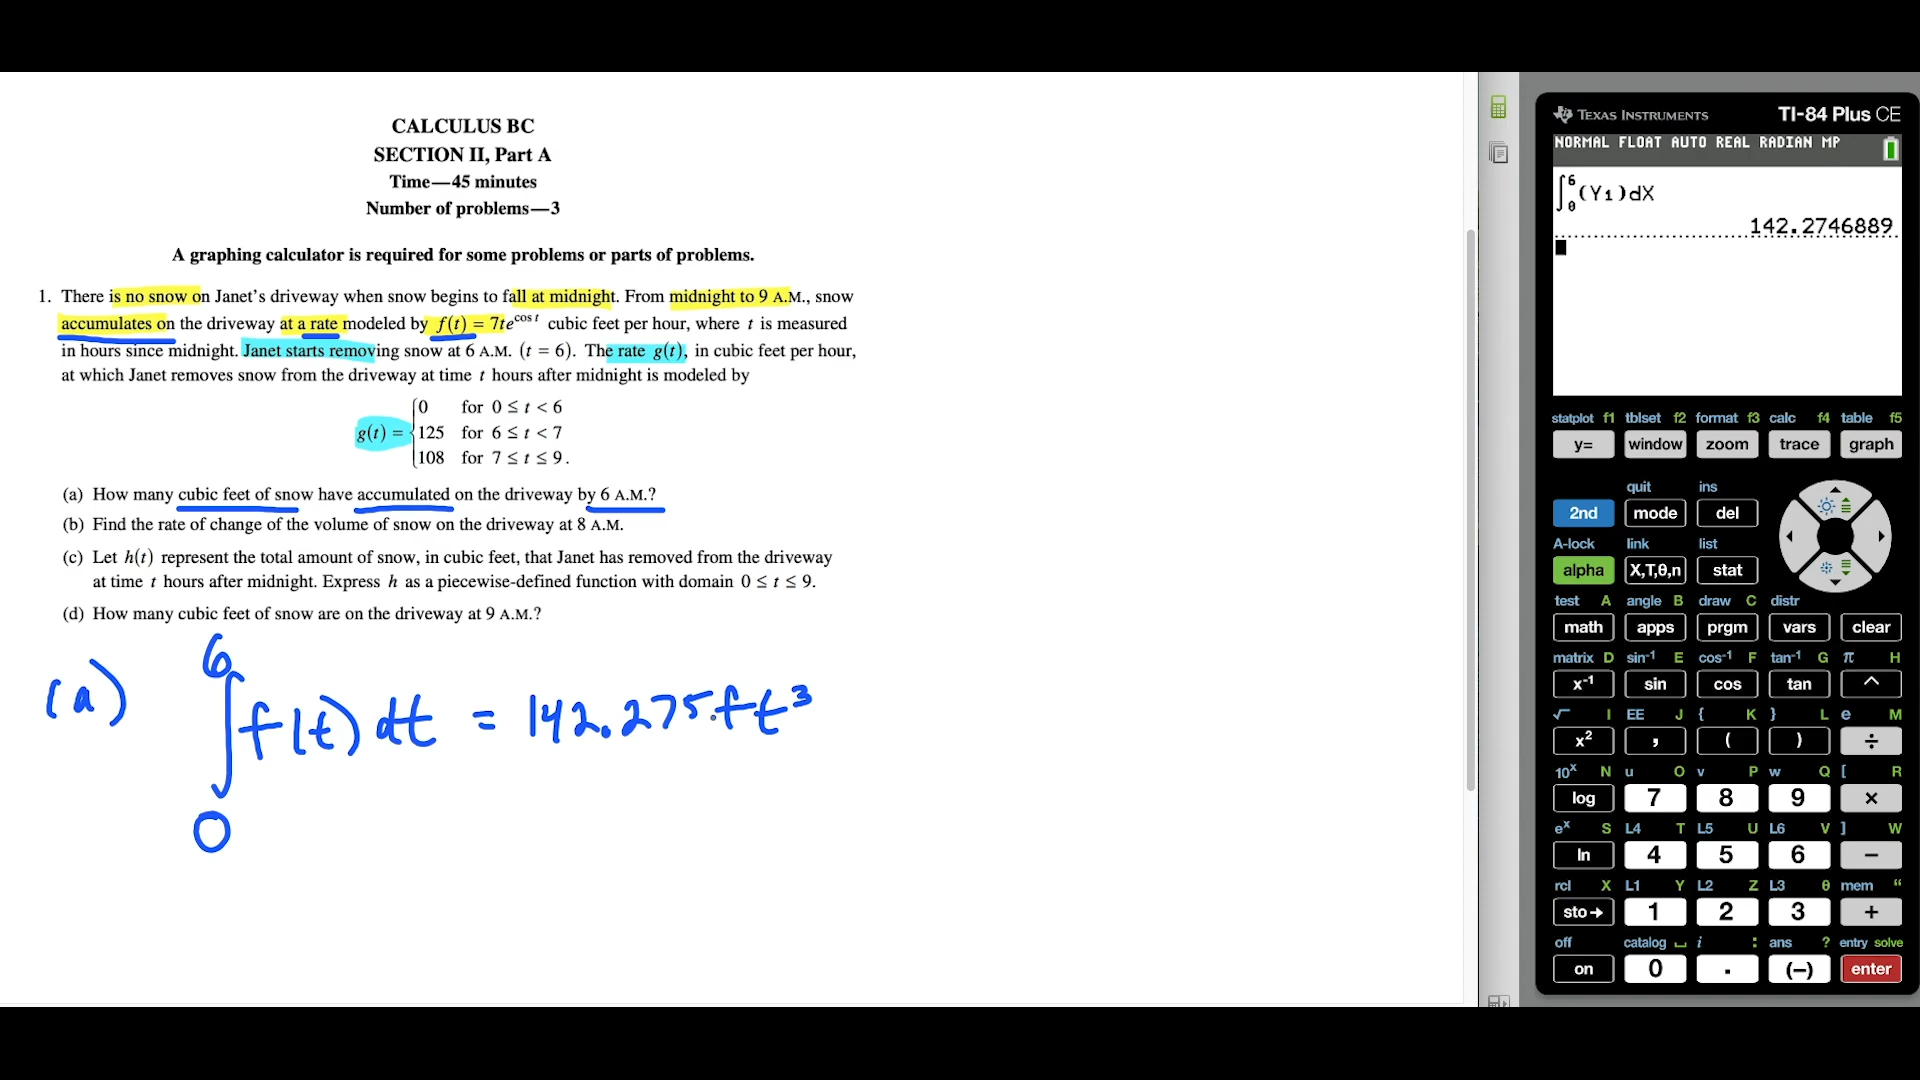 CALCULUS BC
SECTION II, Part A
Time—45 minutes
Number of problems—3
A graphing calculator is required for some problems or parts of problems.
1. There is no snow on Janet's driveway when snow begins to fall at midnight. From midnight to 9 A.M., snow
accumulates on the driveway at a rate modeled by f(t) = 7te^cos t cubic feet per hour, where t is measured
in hours since midnight. Janet starts removing snow at 6 A.M. (t = 6). The rate g(t), in cubic feet per hour,
at which Janet removes snow from the driveway at time t hours after midnight is modeled by
g(t) = { 0 for 0 ≤ t < 6
125 for 6 ≤ t < 7
108 for 7 ≤ t ≤ 9.
(a) How many cubic feet of snow have accumulated on the driveway by 6 A.M.?
(b) Find the rate of change of the volume of snow on the driveway at 8 A.M.
(c) Let h(t) represent the total amount of snow, in cubic feet, that Janet has removed from the driveway
at time t hours after midnight. Express h as a piecewise-defined function with domain 0 ≤ t ≤ 9.
(d) How many cubic feet of snow are on the driveway at 9 A.M.?
(a) ∫₀⁶ f(t) dt = 142.275 ft³
TEXAS INSTRUMENTS TI-84 Plus CE
NORMAL FLOAT AUTO REAL RADIAN MP
∫₀⁶(Y₁)dX
142.2746889
statplot f1 tblset f2 format f3 calc f4 table f5
y= window zoom trace graph
quit ins
2nd mode del
A-lock link list
alpha X,T,θ,n stat
test A angle B draw C distr
math apps prgm vars clear
matrix D sin⁻¹ E cos⁻¹ F tan⁻¹ G π H
x⁻¹ sin cos tan ^
√ I EE J { K } L e M
x² , ( ) ÷
10ˣ N u O v P w Q [ R
log 7 8 9 ×
eˣ S L4 T L5 U L6 V ] W
ln 4 5 6 −
rcl X L1 Y L2 Z L3 θ mem “
sto→ 1 2 3 +
off catalog ⎵ i : ans ? entry solve
on 0 . (−) enter